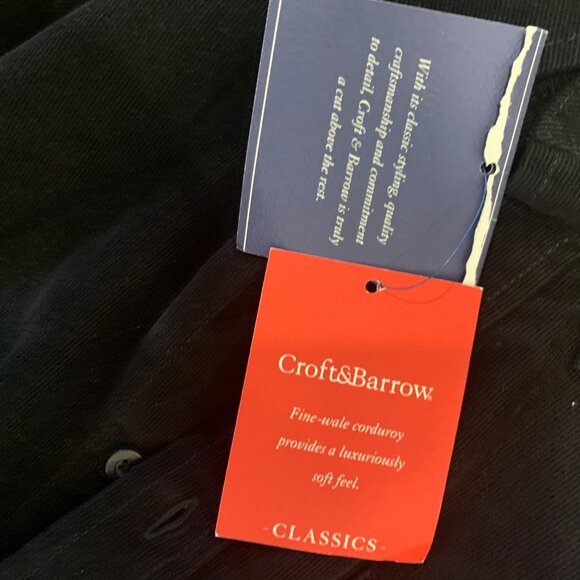 With its classic styling, quality
craftsmanship and commitment
to detail, Croft & Barrow is truly
a cut above the rest.
Croft&Barrow®
Fine-wale corduroy
provides a luxuriously
soft feel.
- CLASSICS -